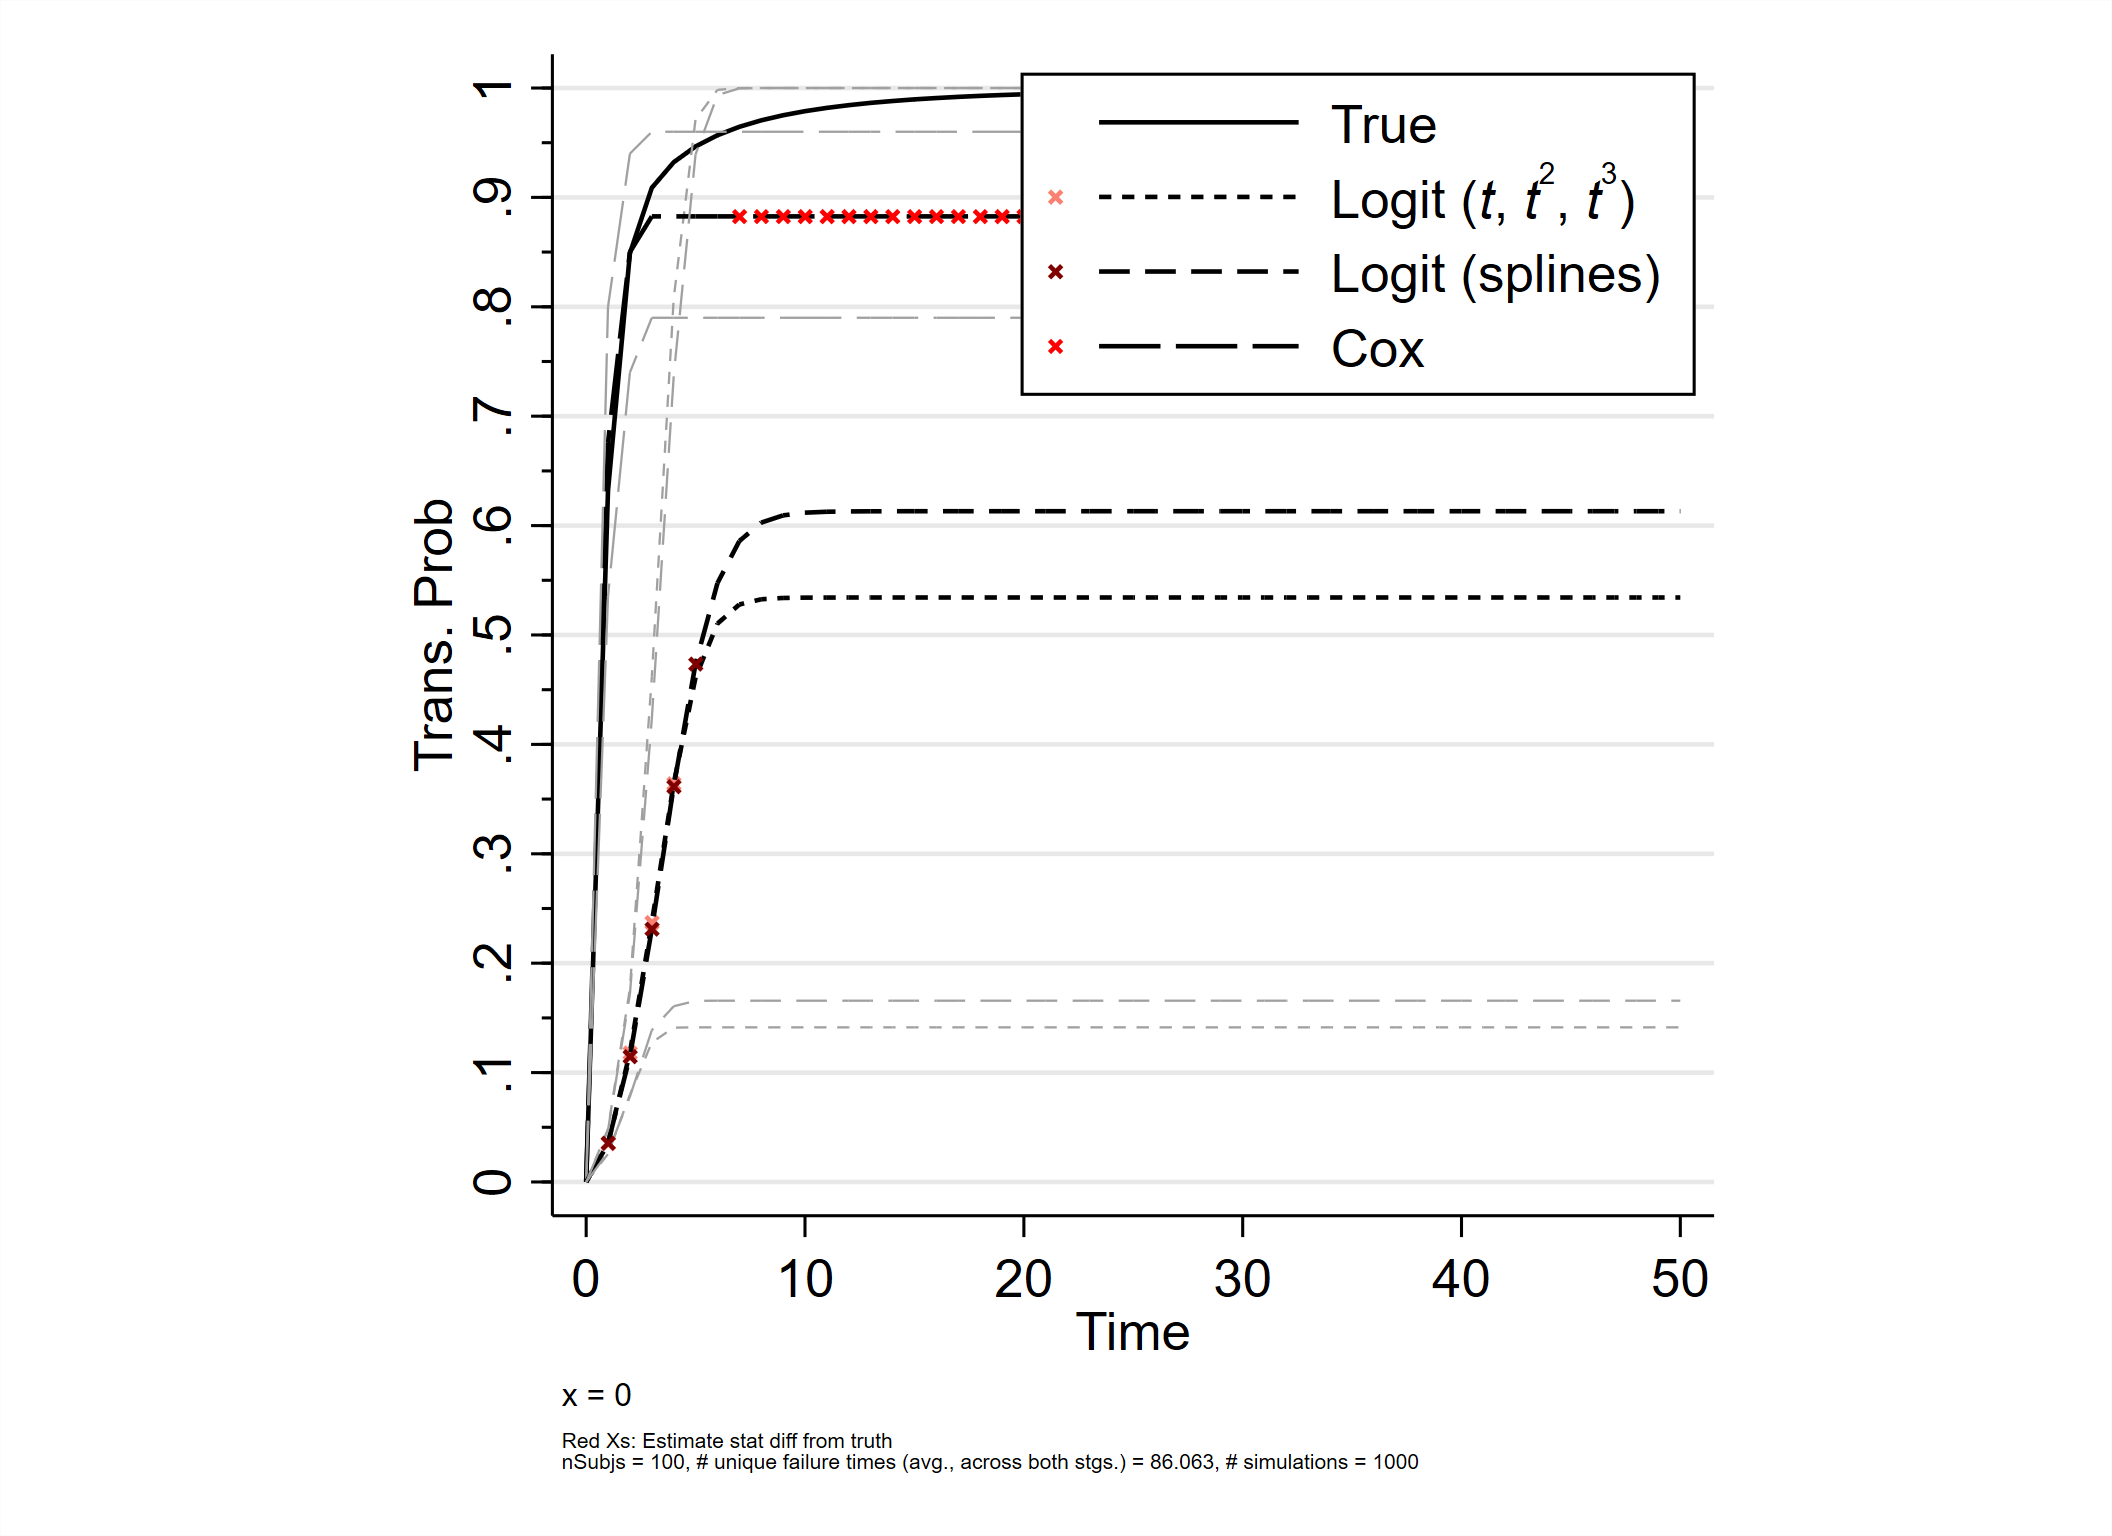 Trans. Prob
1
.9
.8
.7
.6
.5
.4
.3
.2
.1
0
True
Logit (t, t², t³)
Logit (splines)
Cox
0 10 20 30 40 50
Time
x = 0
Red Xs: Estimate stat diff from truth
nSubjs = 100, # unique failure times (avg., across both stgs.) = 86.063, # simulations = 1000